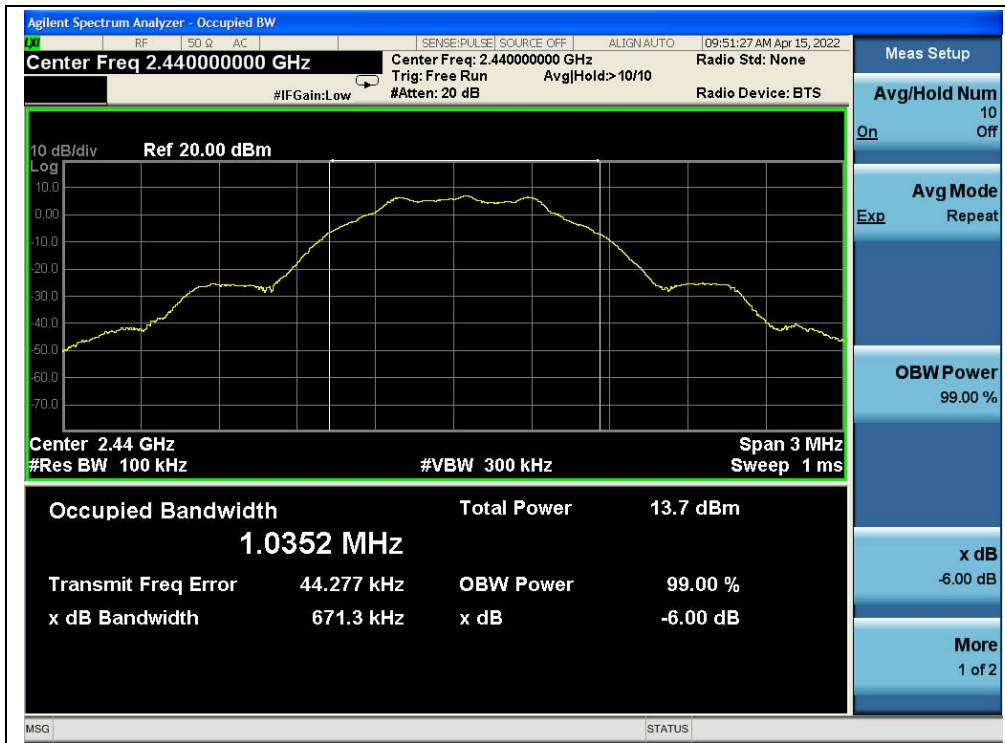 Agilent Spectrum Analyzer - Occupied BW
LXI RF 50 Ω AC SENSE:PULSE SOURCE OFF ALIGN AUTO 09:51:27 AM Apr 15, 2022
Center Freq 2.440000000 GHz
Center Freq: 2.440000000 GHz
Radio Std: None
Trig: Free Run Avg|Hold:>10/10
#IFGain:Low #Atten: 20 dB
Radio Device: BTS
10 dB/div Ref 20.00 dBm
Log
10.0
0.00
-10.0
-20.0
-30.0
-40.0
-50.0
-60.0
-70.0
Center 2.44 GHz Span 3 MHz
#Res BW 100 kHz #VBW 300 kHz Sweep 1 ms
Occupied Bandwidth Total Power 13.7 dBm
1.0352 MHz
Transmit Freq Error 44.277 kHz OBW Power 99.00 %
x dB Bandwidth 671.3 kHz x dB -6.00 dB
Meas Setup
Avg/Hold Num
10
On Off
Avg Mode
Exp Repeat
OBW Power
99.00 %
x dB
-6.00 dB
More
1 of 2
MSG STATUS